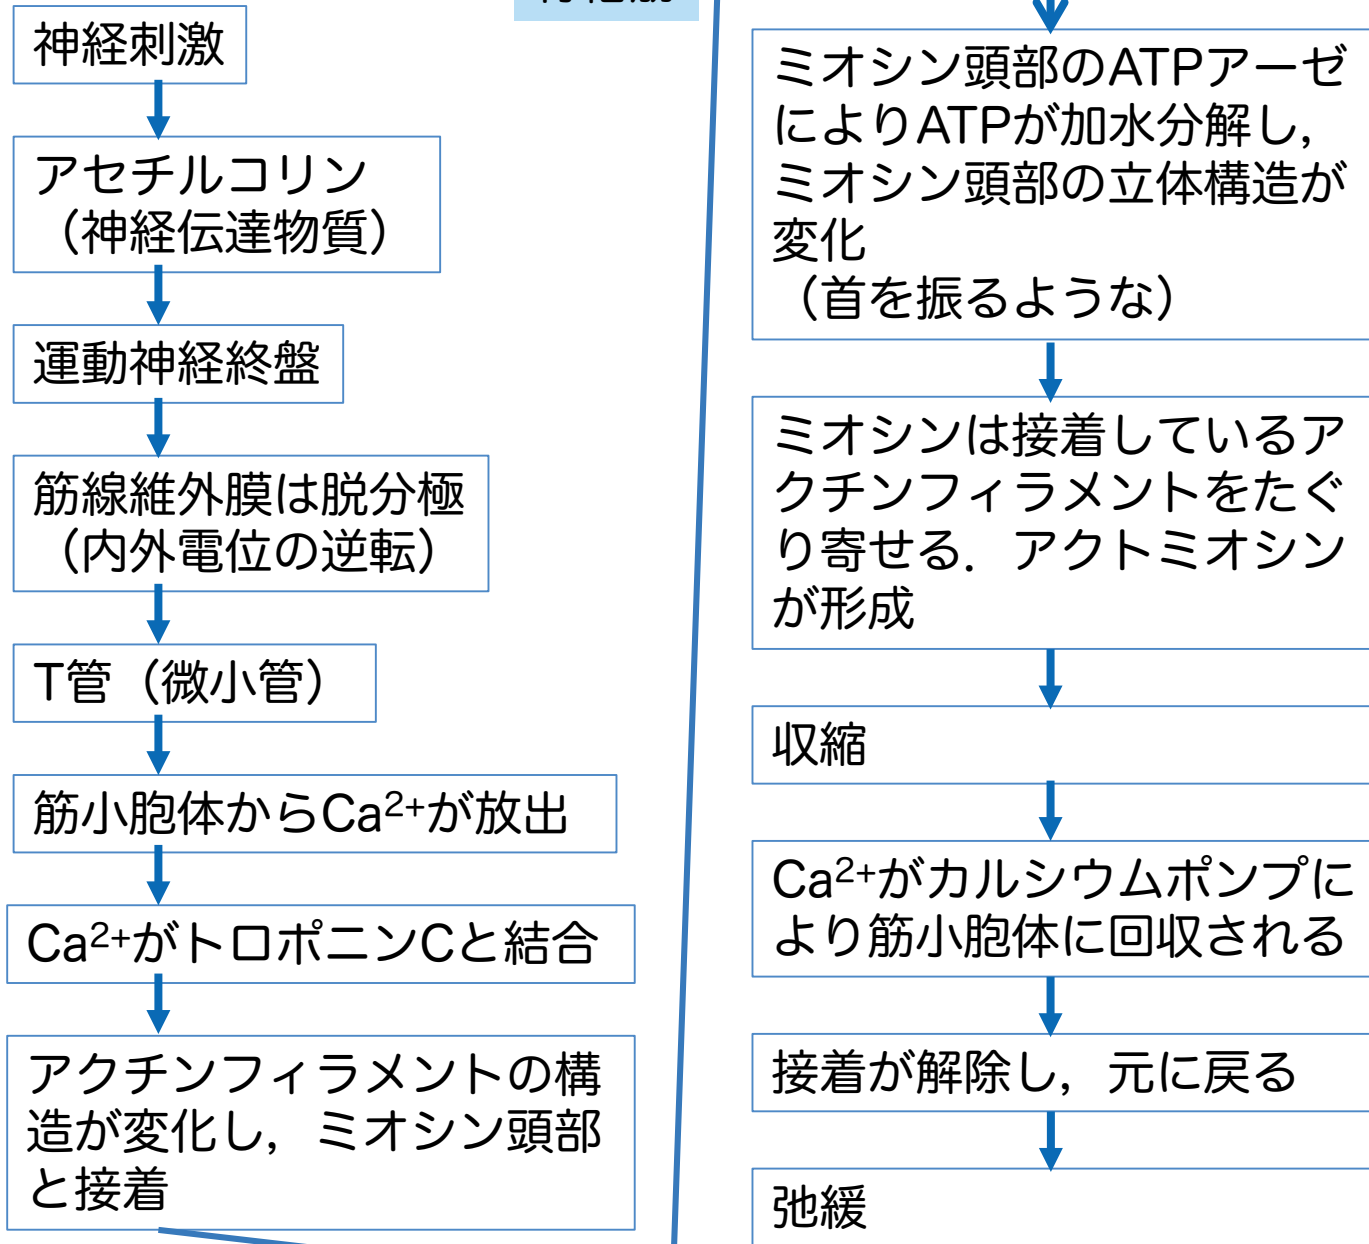 神経刺激
アセチルコリン
（神経伝達物質）
運動神経終盤
筋線維外膜は脱分極
（内外電位の逆転）
T管（微小管）
筋小胞体からCa²⁺が放出
Ca²⁺がトロポニンCと結合
アクチンフィラメントの構
造が変化し，ミオシン頭部
と接着
ミオシン頭部のATPアーゼ
によりATPが加水分解し，
ミオシン頭部の立体構造が
変化
（首を振るような）
ミオシンは接着しているア
クチンフィラメントをたぐ
り寄せる．アクトミオシン
が形成
収縮
Ca²⁺がカルシウムポンプに
より筋小胞体に回収される
接着が解除し，元に戻る
弛緩